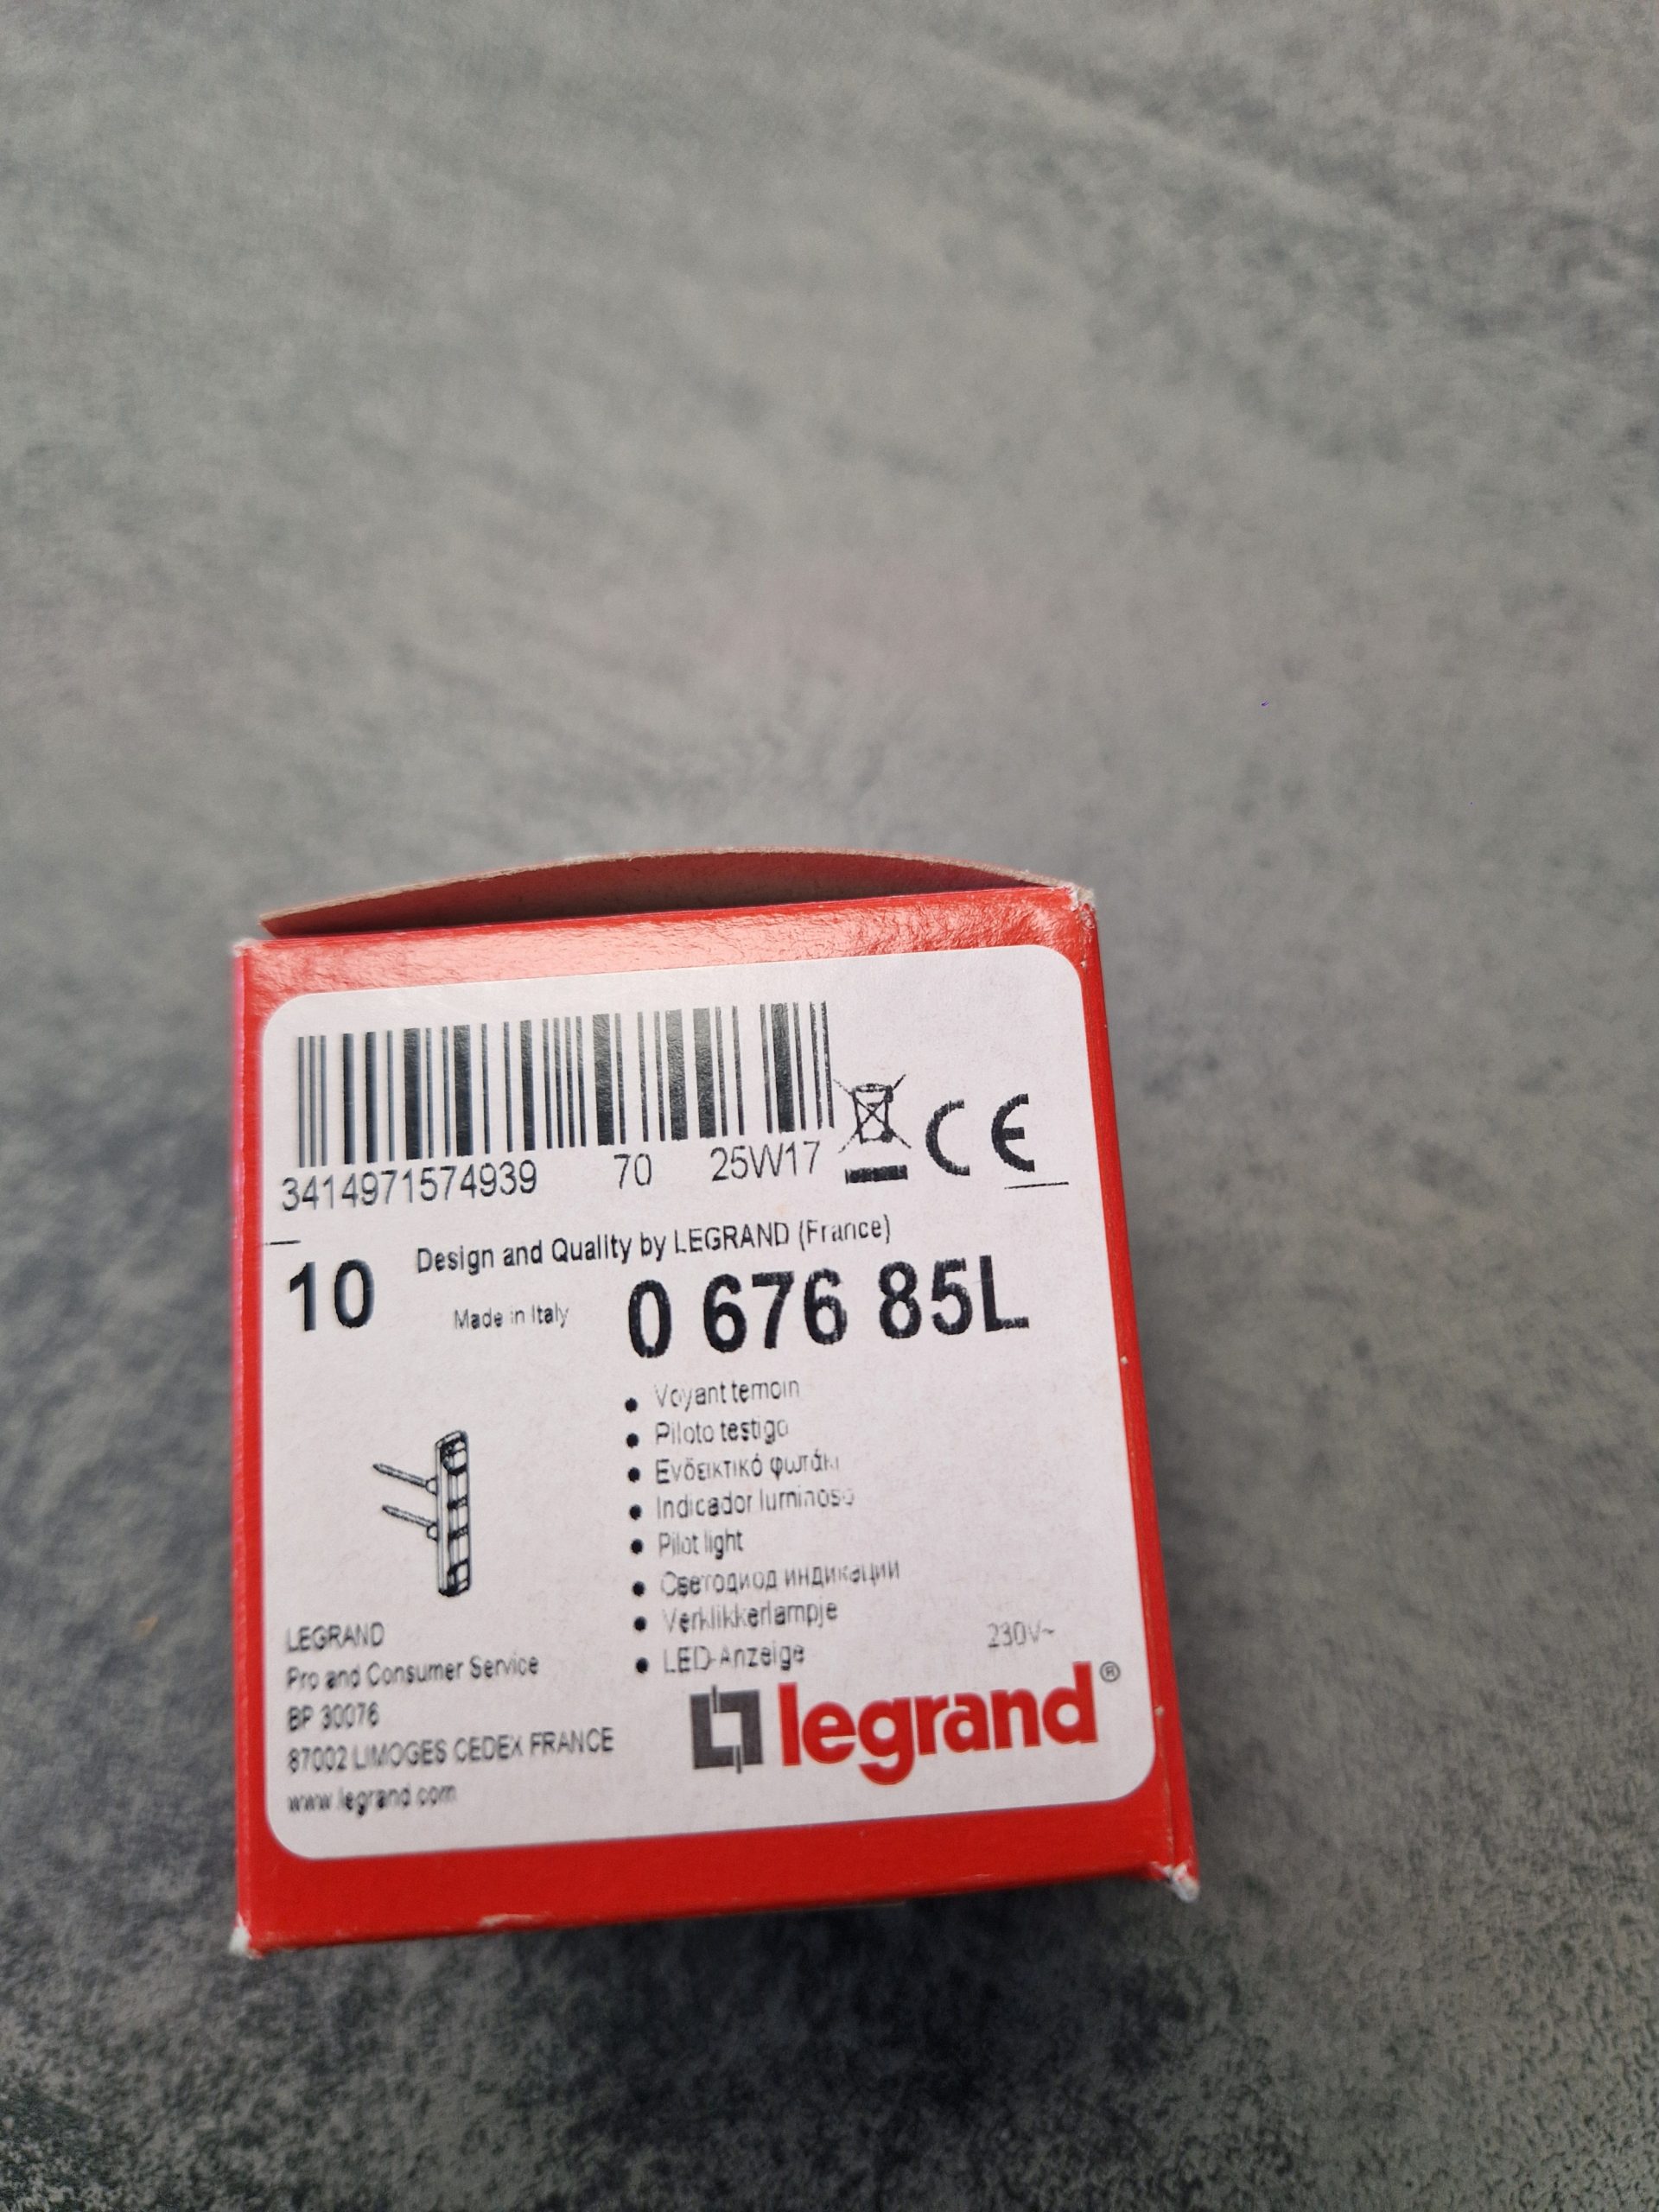 3414971574939 70 25W17 CE
Design and Quality by LEGRAND (France)
10 Made in Italy 0 676 85L
• Voyant temoin
• Piloto testigo
• Ενδεικτικό φωτάκι
• Indicador luminoso
• Pilot light
• Светодиод индикации
• Verklikkerlampje
• LED-Anzeige
230V~
LEGRAND
Pro and Consumer Service
BP 30076
87002 LIMOGES CEDEX FRANCE
www.legrand.com
legrand®